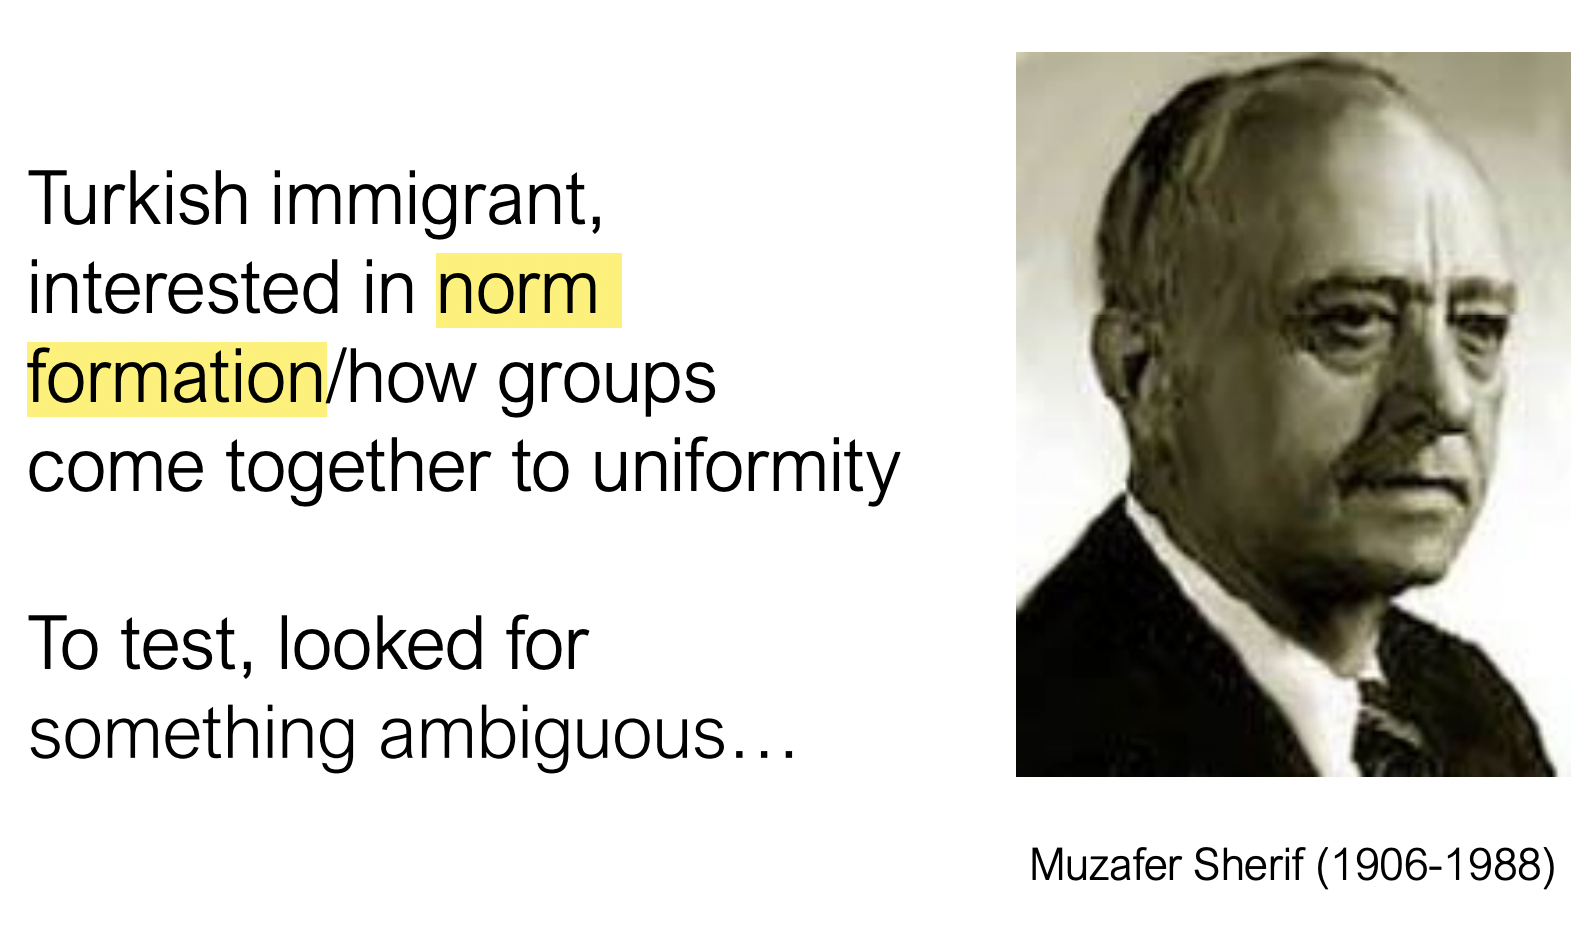 Turkish immigrant,
interested in norm
formation/how groups
come together to uniformity
To test, looked for
something ambiguous…
Muzafer Sherif (1906-1988)